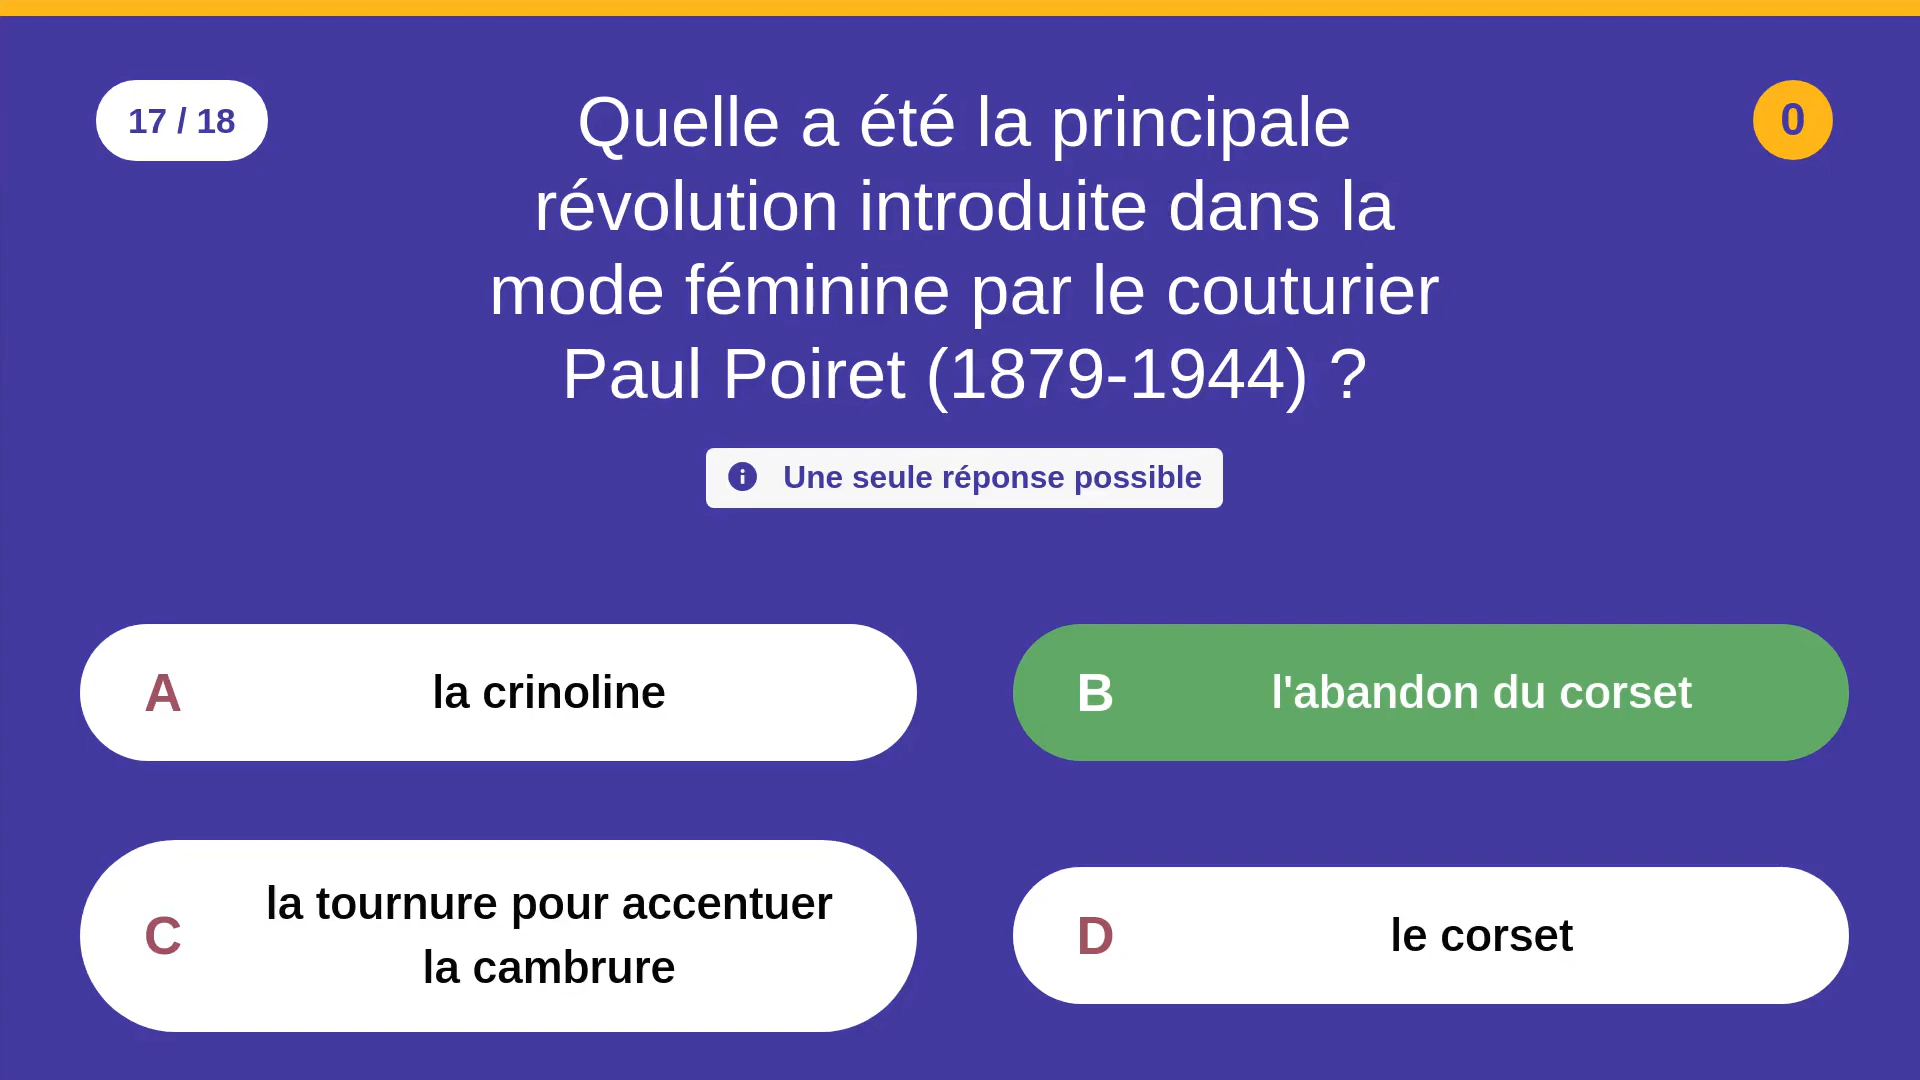 17 / 18
Quelle a été la principale
révolution introduite dans la
mode féminine par le couturier
Paul Poiret (1879-1944) ?
0
Une seule réponse possible
A
la crinoline
B
l'abandon du corset
C
la tournure pour accentuer
la cambrure
D
le corset